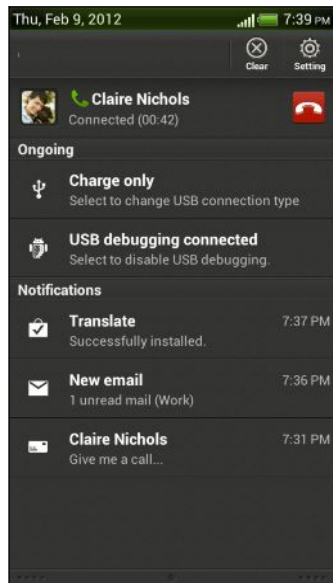 Thu, Feb 9, 2012 7:39 PM
Clear Setting
Claire Nichols
Connected (00:42)
Ongoing
Charge only
Select to change USB connection type
USB debugging connected
Select to disable USB debugging.
Notifications
Translate 7:37 PM
Successfully installed.
New email 7:36 PM
1 unread mail (Work)
Claire Nichols 7:31 PM
Give me a call...